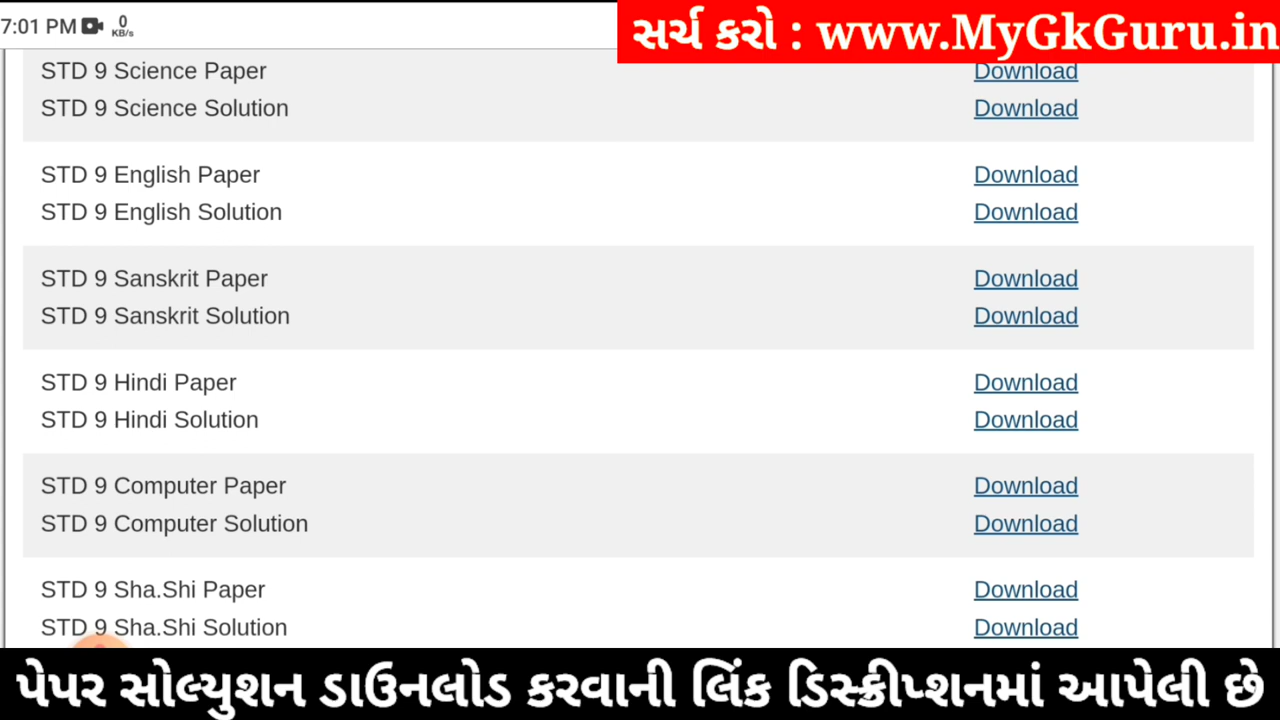 7:01 PM 0 KB/s
સર્ચ કરો : www.MyGkGuru.in
STD 9 Science Paper Download
STD 9 Science Solution Download
STD 9 English Paper Download
STD 9 English Solution Download
STD 9 Sanskrit Paper Download
STD 9 Sanskrit Solution Download
STD 9 Hindi Paper Download
STD 9 Hindi Solution Download
STD 9 Computer Paper Download
STD 9 Computer Solution Download
STD 9 Sha.Shi Paper Download
STD 9 Sha.Shi Solution Download
પેપર સોલ્યુશન ડાઉનલોડ કરવાની લિંક ડિસ્ક્રીપ્શનમાં આપેલી છે